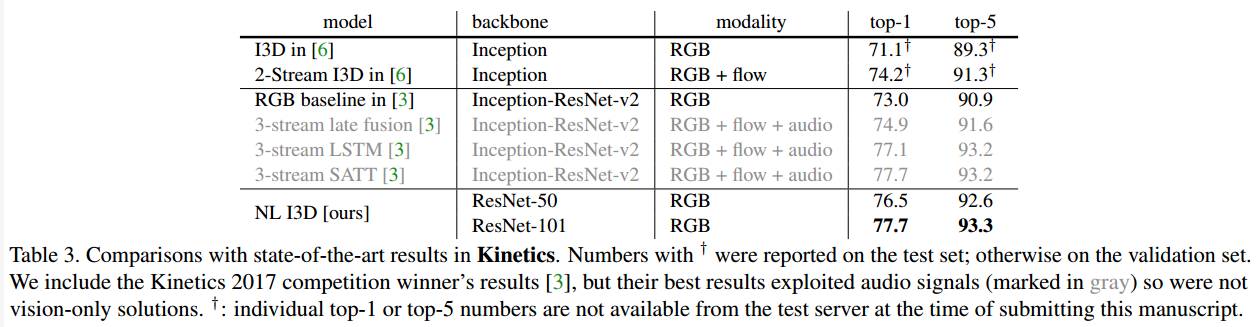 model backbone modality top-1 top-5
I3D in [6] Inception RGB 71.1† 89.3†
2-Stream I3D in [6] Inception RGB + flow 74.2† 91.3†
RGB baseline in [3] Inception-ResNet-v2 RGB 73.0 90.9
3-stream late fusion [3] Inception-ResNet-v2 RGB + flow + audio 74.9 91.6
3-stream LSTM [3] Inception-ResNet-v2 RGB + flow + audio 77.1 93.2
3-stream SATT [3] Inception-ResNet-v2 RGB + flow + audio 77.7 93.2
NL I3D [ours] ResNet-50 RGB 76.5 92.6
ResNet-101 RGB 77.7 93.3
Table 3. Comparisons with state-of-the-art results in Kinetics. Numbers with † were reported on the test set; otherwise on the validation set.
We include the Kinetics 2017 competition winner's results [3], but their best results exploited audio signals (marked in gray) so were not
vision-only solutions. †: individual top-1 or top-5 numbers are not available from the test server at the time of submitting this manuscript.